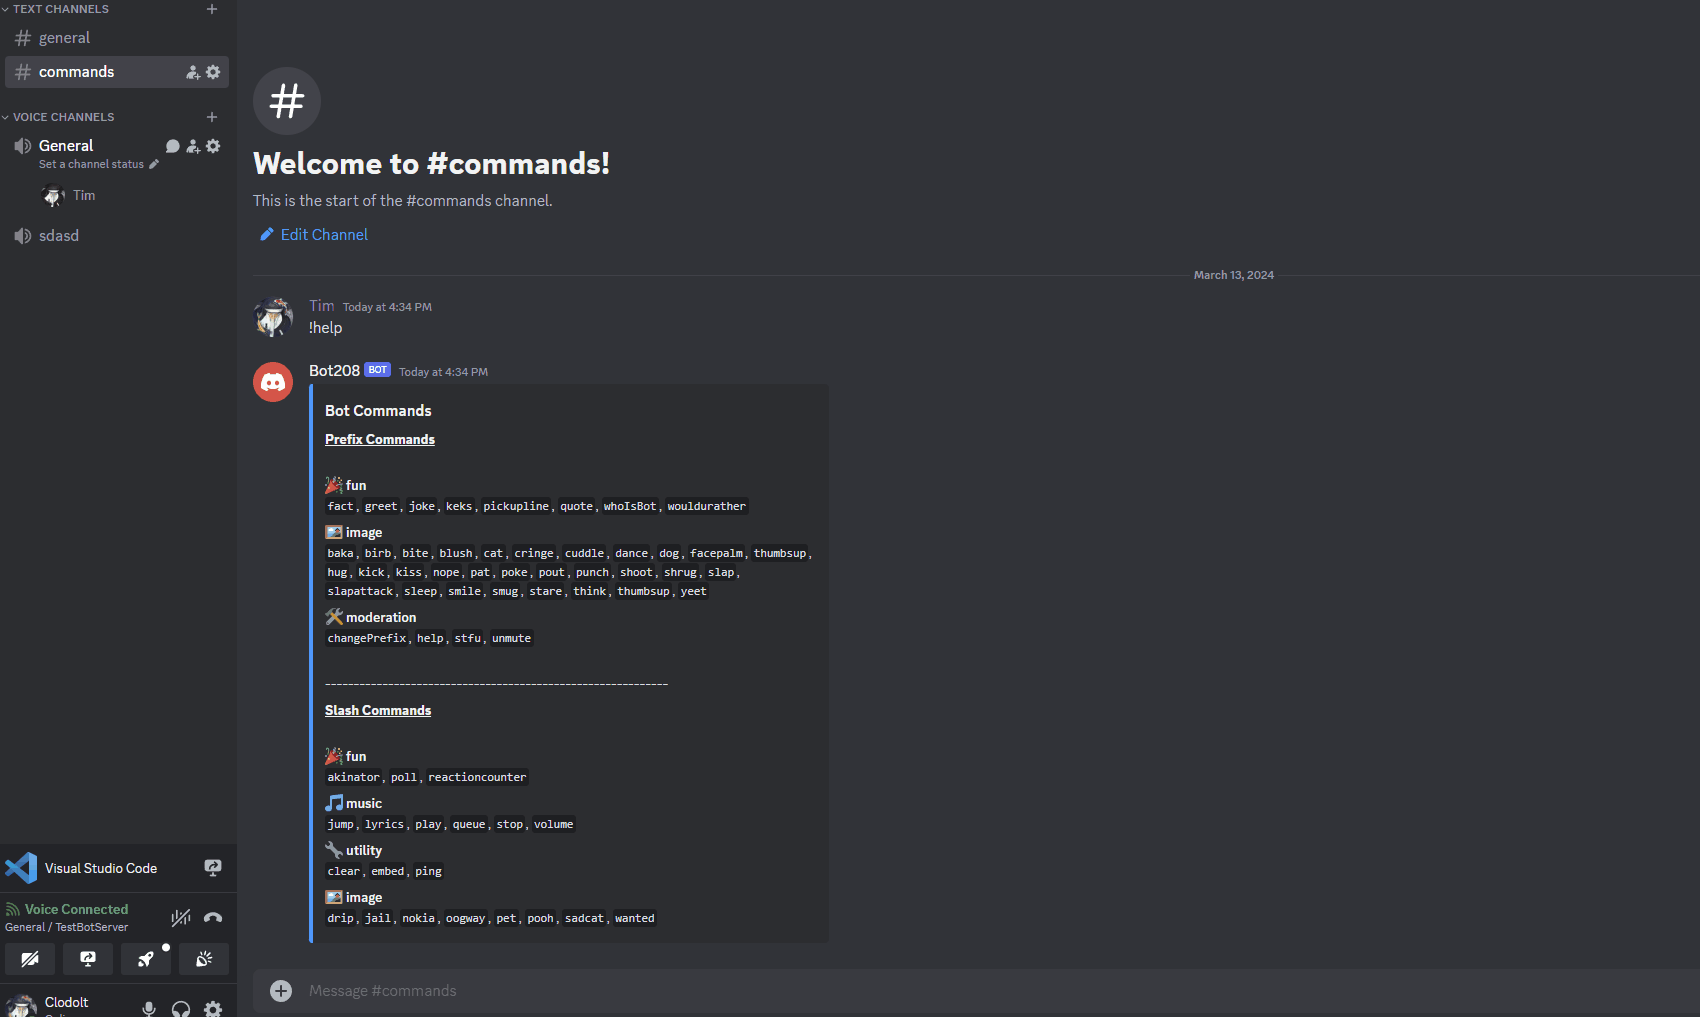 TEXT CHANNELS
general
commands
VOICE CHANNELS
General
Set a channel status
Tim
sdasd
Visual Studio Code
Voice Connected
General / TestBotServer
Clodolt
Welcome to #commands!
This is the start of the #commands channel.
Edit Channel
March 13, 2024
Tim Today at 4:34 PM
!help
Bot208 BOT Today at 4:34 PM
Bot Commands
Prefix Commands
fun
fact, greet, joke, keks, pickupline, quote, whoIsBot, wouldurather
image
baka, birb, bite, blush, cat, cringe, cuddle, dance, dog, facepalm, thumbsup,
hug, kick, kiss, nope, pat, poke, pout, punch, shoot, shrug, slap,
slapattack, sleep, smile, smug, stare, think, thumbsup, yeet
moderation
changePrefix, help, stfu, unmute
------------------------------------------------------------
Slash Commands
fun
akinator, poll, reactioncounter
music
jump, lyrics, play, queue, stop, volume
utility
clear, embed, ping
image
drip, jail, nokia, oogway, pet, pooh, sadcat, wanted
Message #commands